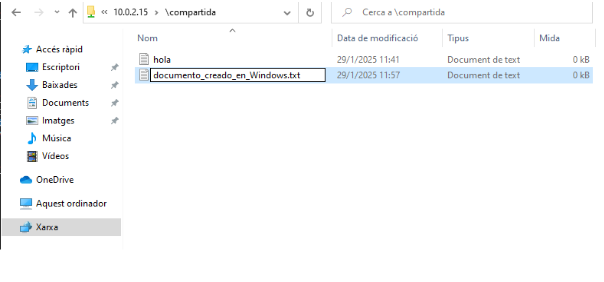 « 10.0.2.15 > \compartida
Cerca a \compartida
Accés ràpid
Escriptori
Baixades
Documents
Imatges
Música
Vídeos
OneDrive
Aquest ordinador
Xarxa
Nom Data de modificació Tipus Mida
hola 29/1/2025 11:41 Document de text 0 kB
documento_creado_en_Windows.txt 29/1/2025 11:57 Document de text 0 kB